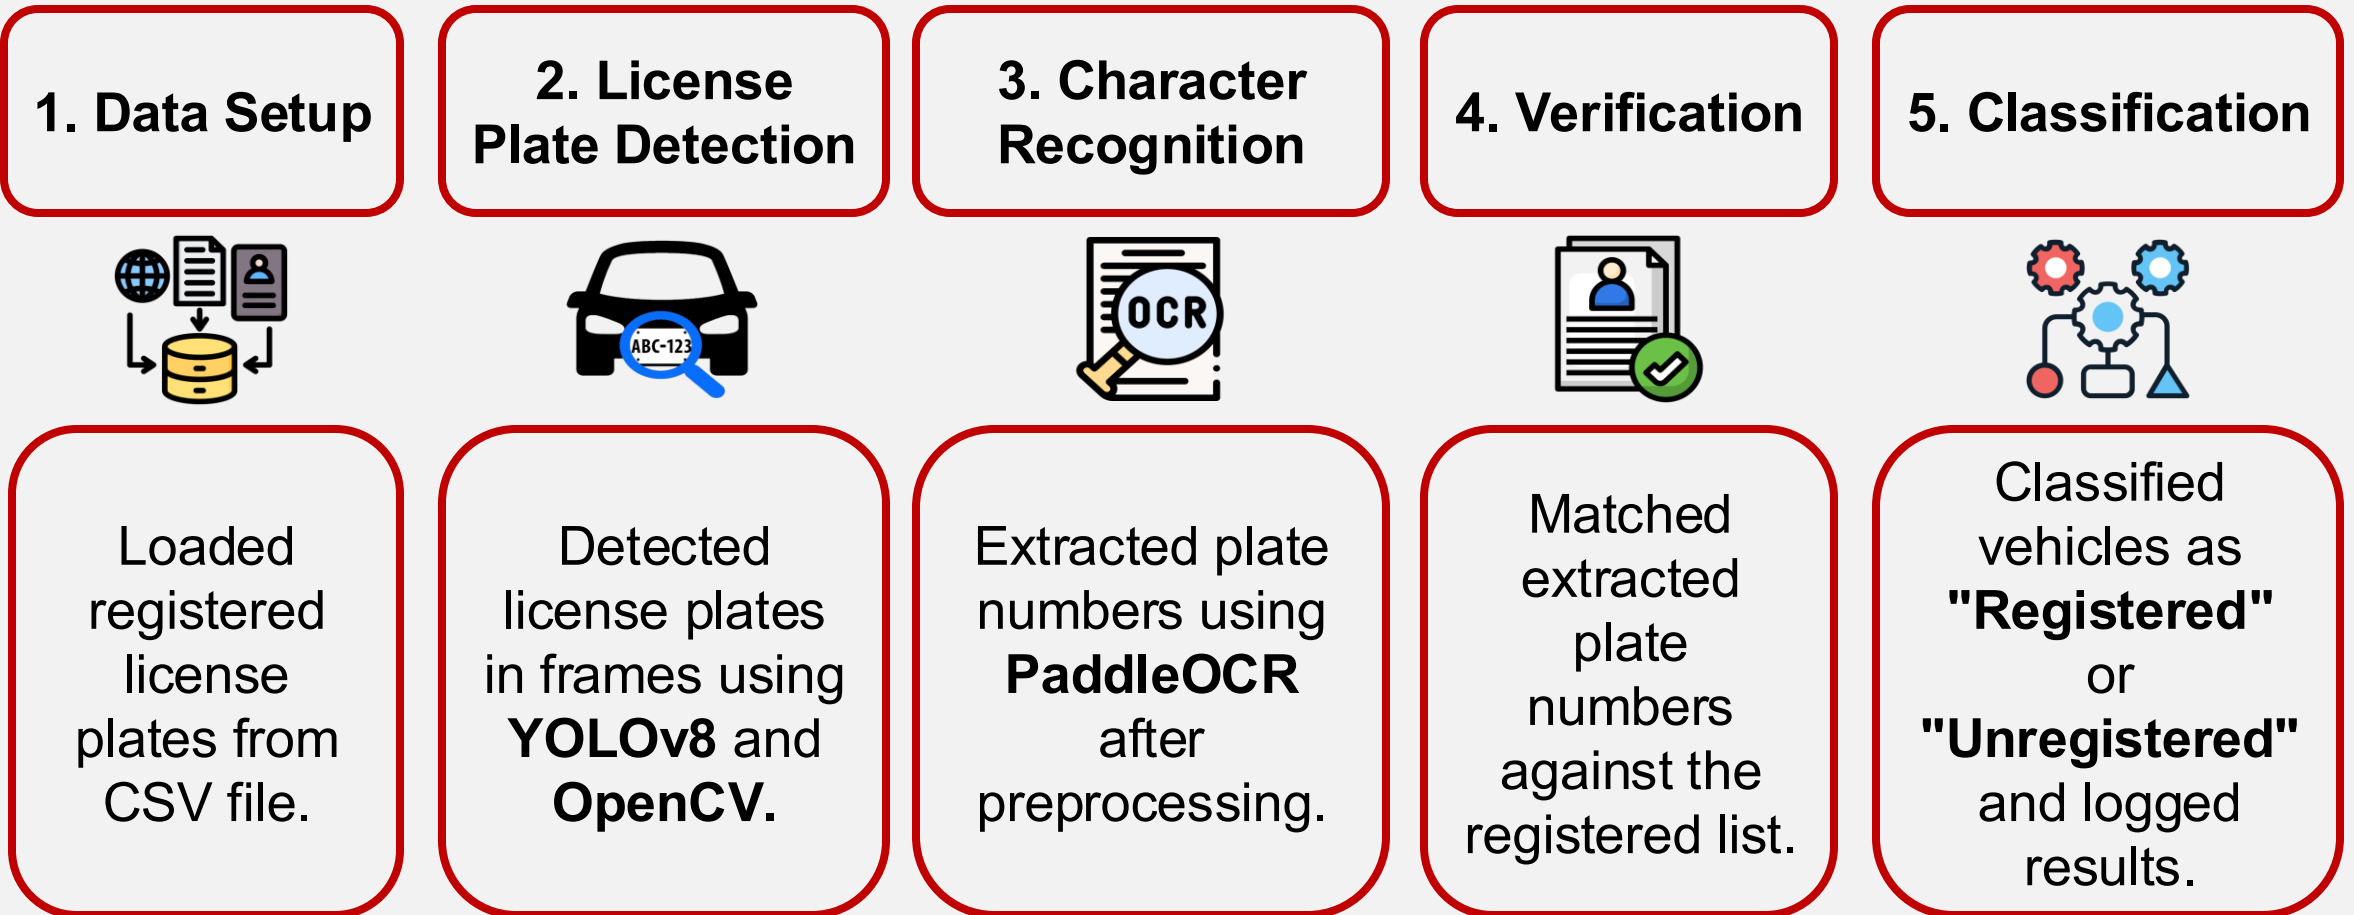 1. Data Setup
2. License
Plate Detection
3. Character
Recognition
4. Verification
5. Classification
ABC-123
OCR
Loaded
registered
license
plates from
CSV file.
Detected
license plates
in frames using
YOLOv8 and
OpenCV.
Extracted plate
numbers using
PaddleOCR
after
preprocessing.
Matched
extracted
plate
numbers
against the
registered list.
Classified
vehicles as
"Registered"
or
"Unregistered"
and logged
results.